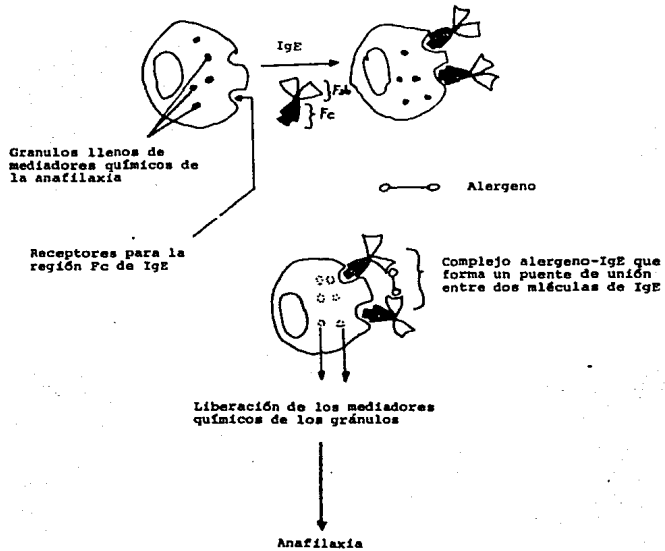 IgE
}Fab
}Fc
Granulos llenos de
mediadores químicos de
la anafilaxia
Alergeno
Receptores para la
región Fc de IgE
Complejo alergeno-IgE que
forma un puente de unión
entre dos mléculas de IgE
Liberación de los mediadores
químicos de los gránulos
Anafilaxia